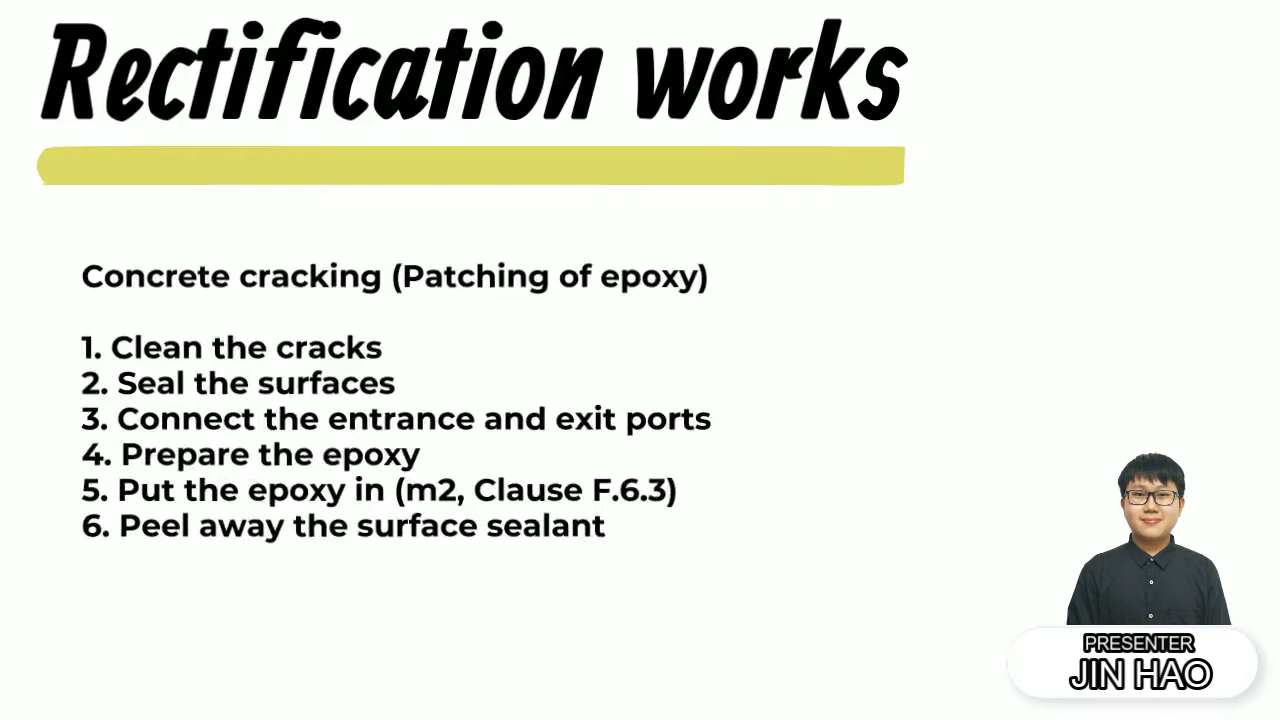 Rectification works
Concrete cracking (Patching of epoxy)
1. Clean the cracks
2. Seal the surfaces
3. Connect the entrance and exit ports
4. Prepare the epoxy
5. Put the epoxy in (m2, Clause F.6.3)
6. Peel away the surface sealant
PRESENTER
JIN HAO